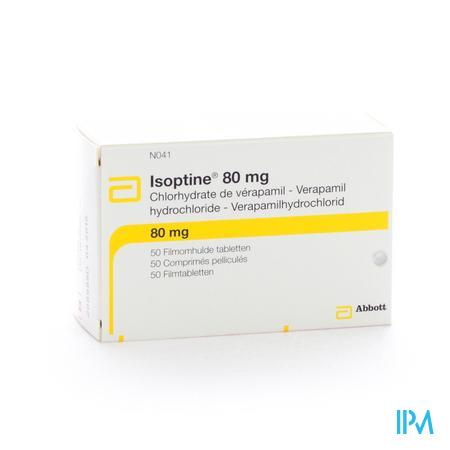 N041
Isoptine® 80 mg
Chlorhydrate de vérapamil - Verapamil
hydrochloride - Verapamilhydrochlorid
80 mg
50 Filmomhulde tabletten
50 Comprimés pelliculés
50 Filmtabletten
Abbott
IPM